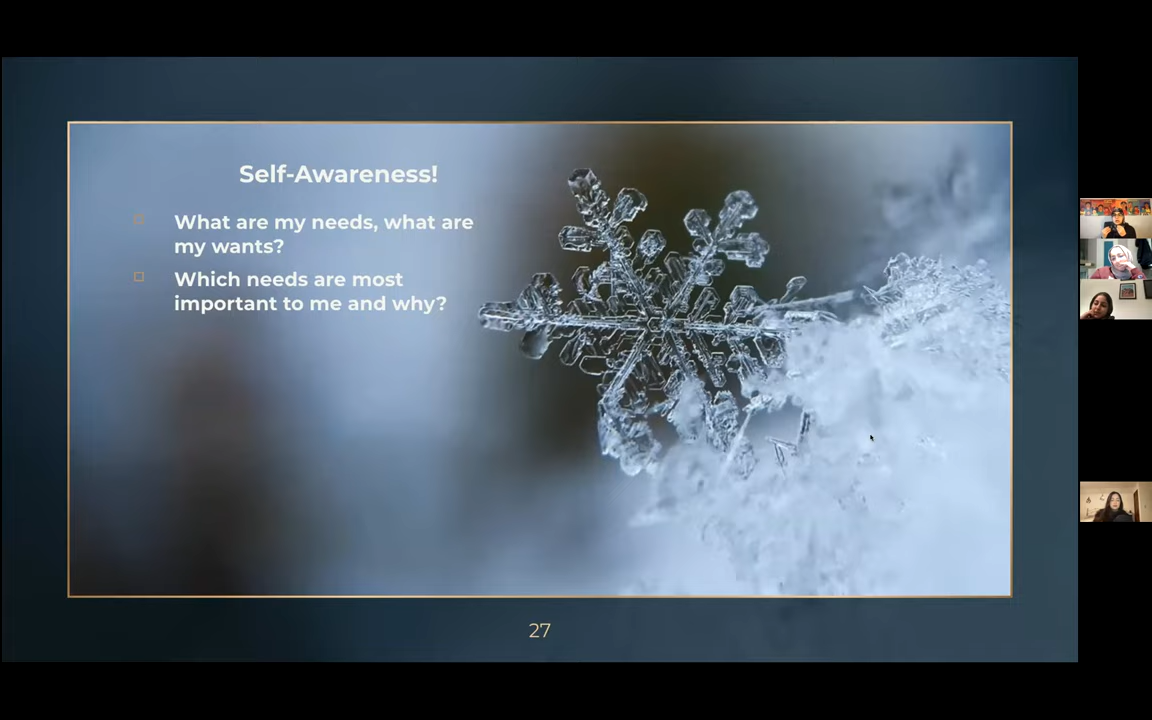 Self-Awareness!
What are my needs, what are
my wants?
Which needs are most
important to me and why?
27